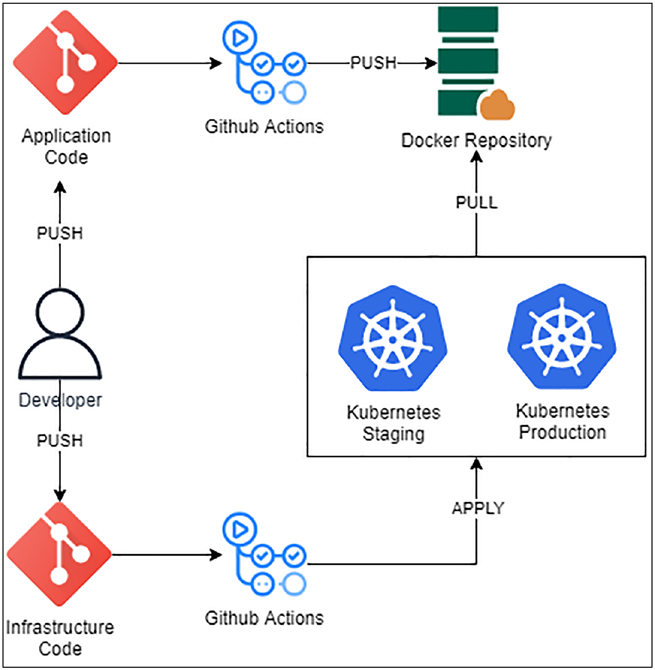 Application
Code
Github Actions
PUSH
Docker Repository
PUSH
PULL
Developer
Kubernetes
Staging
Kubernetes
Production
PUSH
APPLY
Infrastructure
Code
Github Actions